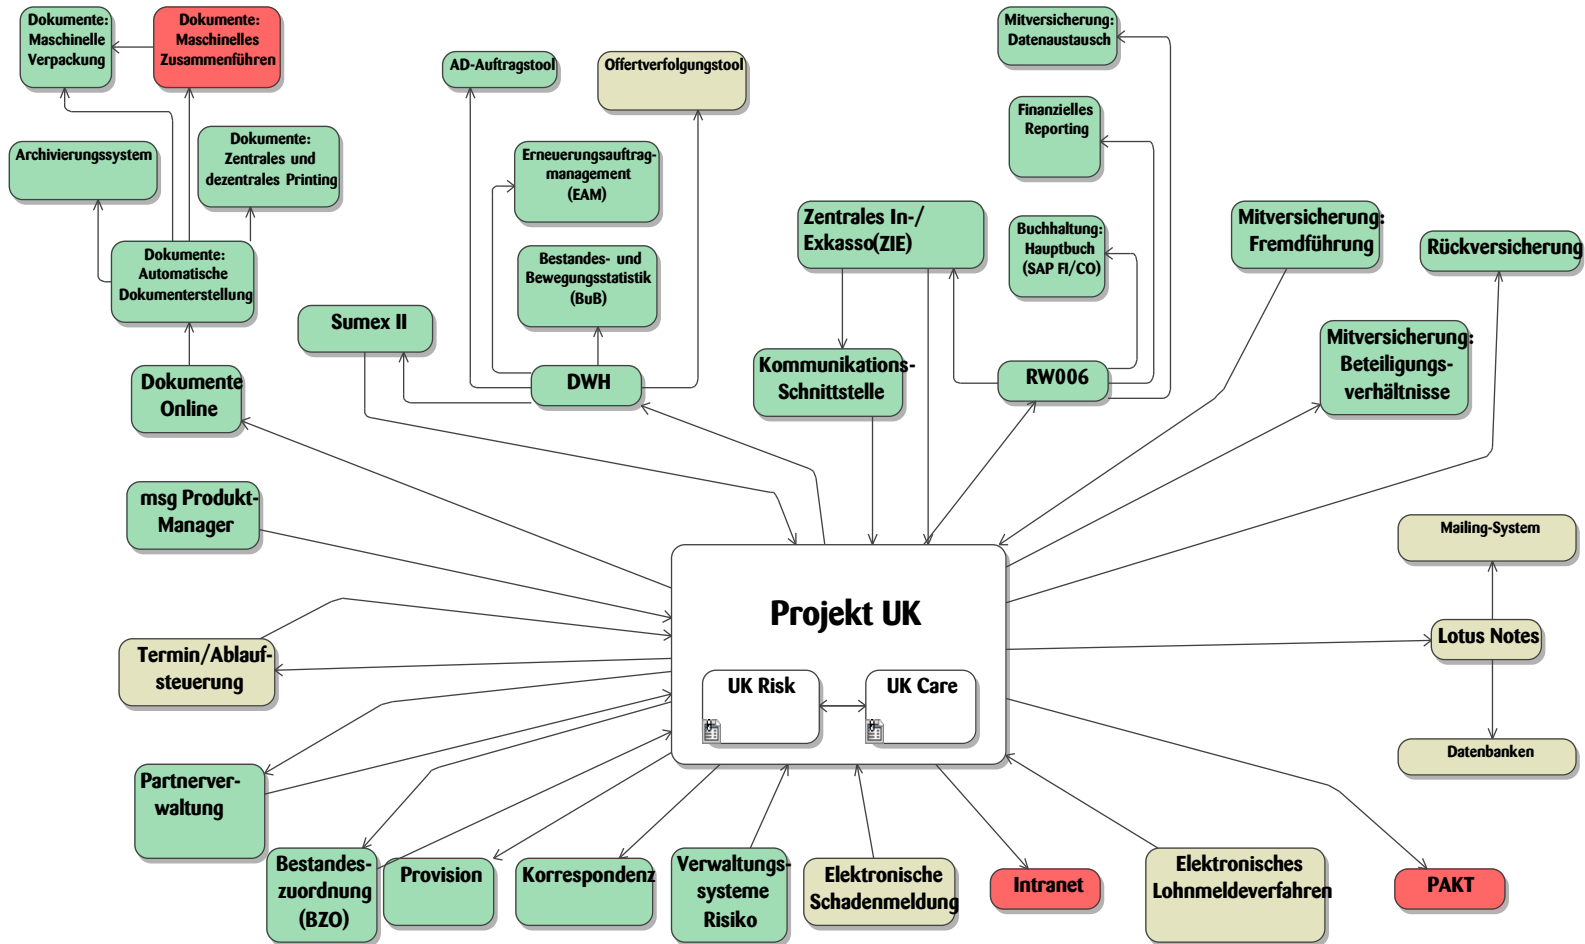 Dokumente:
Maschinelle
Verpackung
Dokumente:
Maschinelles
Zusammenführen
Archivierungssystem
Dokumente:
Zentrales und
dezentrales Printing
Dokumente:
Automatische
Dokumenterstellung
Dokumente
Online
AD-Auftragstool
Offertverfolgungstool
Erneuerungsauftrag-
management
(EAM)
Bestandes- und
Bewegungsstatistik
(BuB)
Sumex II
DWH
Mitversicherung:
Datenaustausch
Finanzielles
Reporting
Zentrales In-/
Exkasso(ZIE)
Buchhaltung:
Hauptbuch
(SAP FI/CO)
Kommunikations-
Schnittstelle
RW006
Mitversicherung:
Fremdführung
Rückversicherung
Mitversicherung:
Beteiligungs-
verhältnisse
msg Produkt-
Manager
Termin/Ablauf-
steuerung
Projekt UK
UK Risk
UK Care
Mailing-System
Lotus Notes
Datenbanken
Partnerver-
waltung
Bestandes-
zuordnung
(BZO)
Provision
Korrespondenz
Verwaltungs-
systeme
Risiko
Elektronische
Schadenmeldung
Intranet
Elektronisches
Lohnmeldeverfahren
PAKT